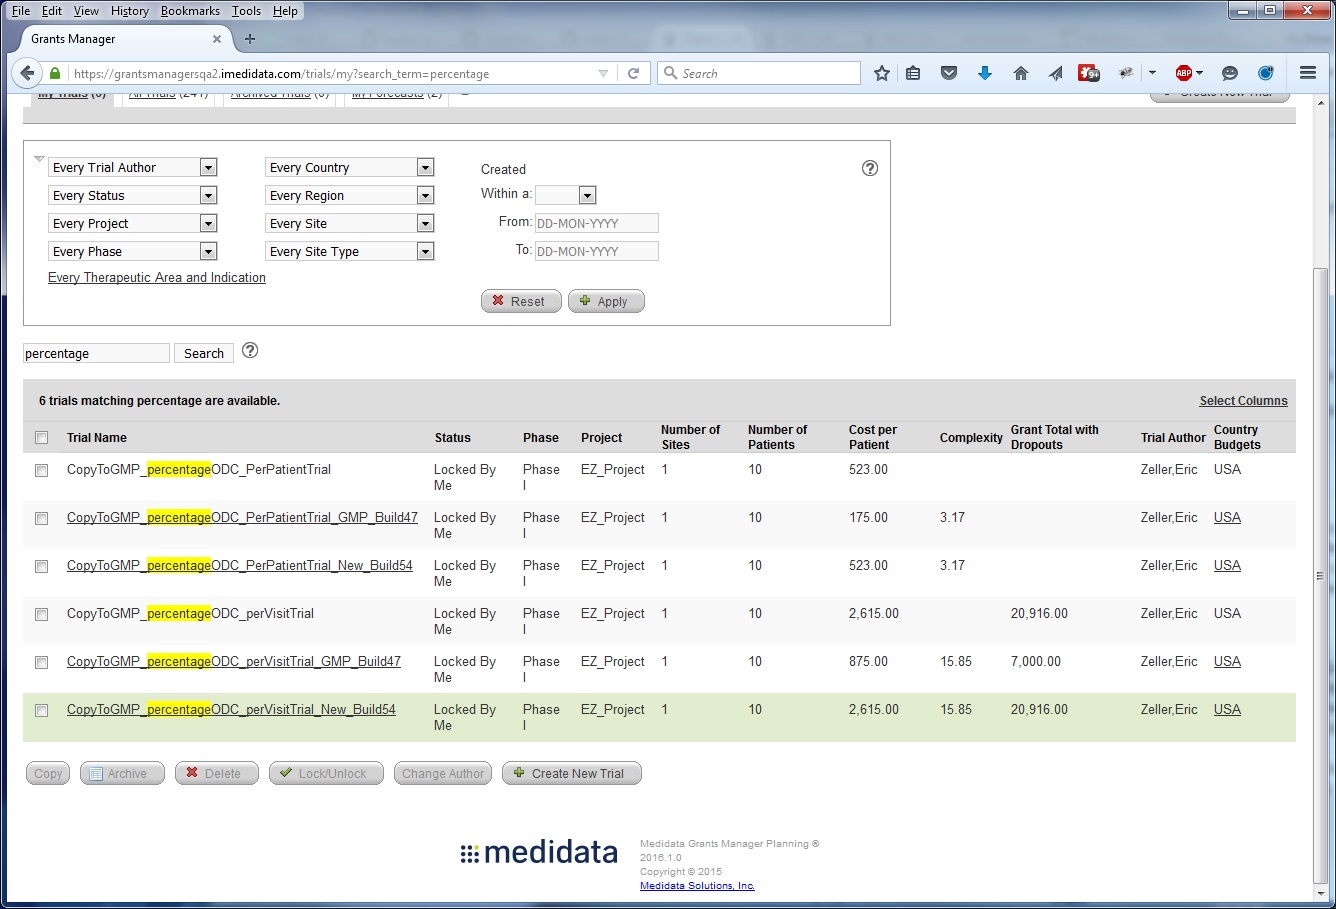 File Edit View History Bookmarks Tools Help
Grants Manager
https://grantsmanagersqa2.imedidata.com/trials/my?search_term=percentage
Search
9+
ABP
My Trials (6) All Trials (241) My Forecasts (2)
Create New Trial
Every Trial Author Every Country Created
Every Status Every Region Within a:
Every Project Every Site From: DD-MON-YYYY
Every Phase Every Site Type To: DD-MON-YYYY
Every Therapeutic Area and Indication
Reset Apply
percentage Search
6 trials matching percentage are available. Select Columns
Trial Name Status Phase Project Number of Sites Number of Patients Cost per Patient Complexity Grant Total with Dropouts Trial Author Country Budgets
CopyToGMP_percentageODC_PerPatientTrial Locked By Me Phase I EZ_Project 1 10 523.00 Zeller,Eric USA
CopyToGMP_percentageODC_PerPatientTrial_GMP_Build47 Locked By Me Phase I EZ_Project 1 10 175.00 3.17 Zeller,Eric USA
CopyToGMP_percentageODC_PerPatientTrial_New_Build54 Locked By Me Phase I EZ_Project 1 10 523.00 3.17 Zeller,Eric USA
CopyToGMP_percentageODC_perVisitTrial Locked By Me Phase I EZ_Project 1 10 2,615.00 20,916.00 Zeller,Eric USA
CopyToGMP_percentageODC_perVisitTrial_GMP_Build47 Locked By Me Phase I EZ_Project 1 10 875.00 15.85 7,000.00 Zeller,Eric USA
CopyToGMP_percentageODC_perVisitTrial_New_Build54 Locked By Me Phase I EZ_Project 1 10 2,615.00 15.85 20,916.00 Zeller,Eric USA
Copy Archive Delete Lock/Unlock Change Author Create New Trial
medidata
Medidata Grants Manager Planning ®
2016.1.0
Copyright © 2015
Medidata Solutions, Inc.